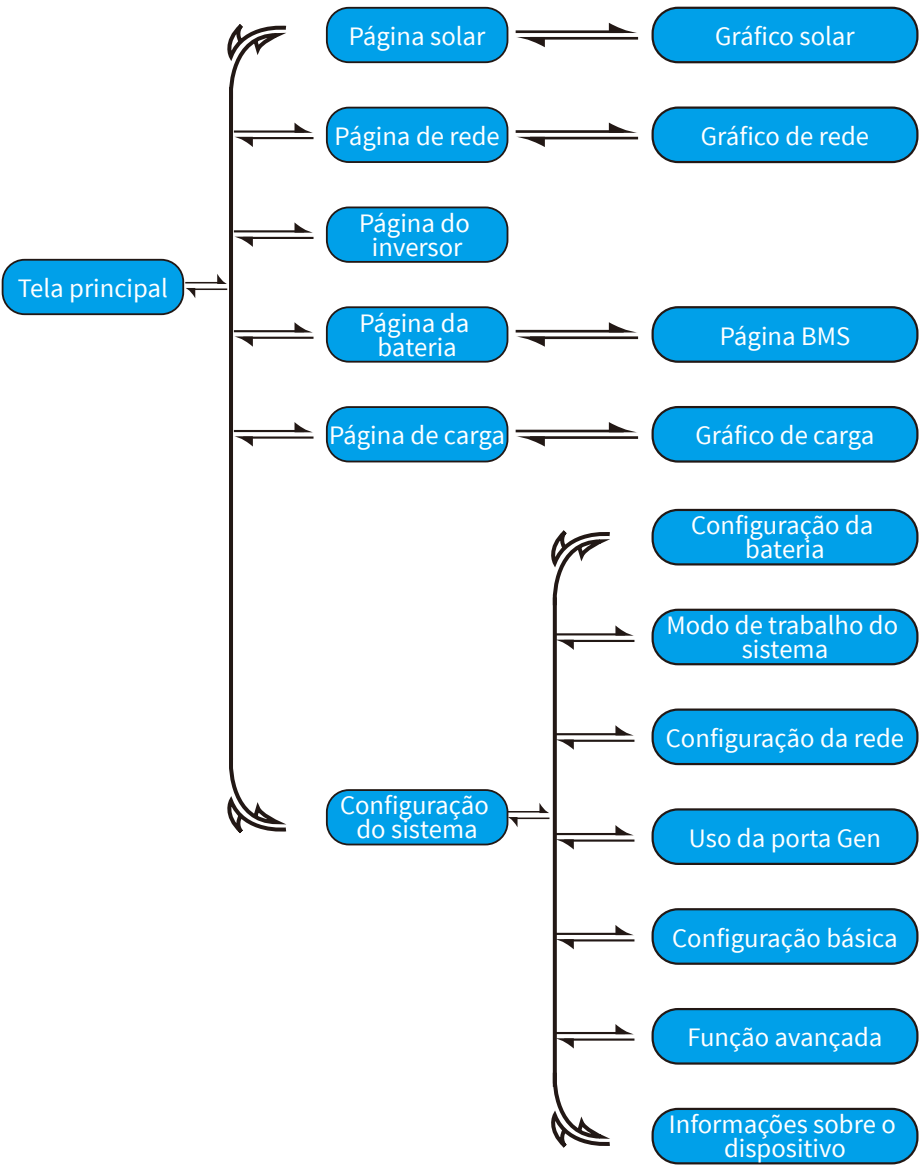 Página solar
Gráfico solar
Página de rede
Gráfico de rede
Página do
inversor
Tela principal
Página da
bateria
Página BMS
Página de carga
Gráfico de carga
Configuração da
bateria
Modo de trabalho do
sistema
Configuração da rede
Configuração
do sistema
Uso da porta Gen
Configuração básica
Função avançada
Informações sobre o
dispositivo